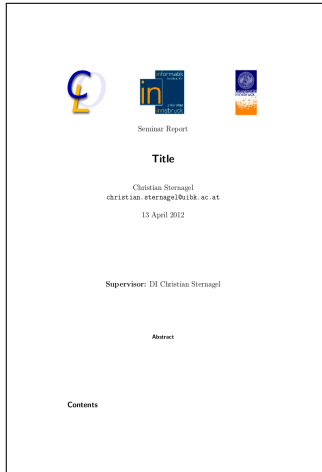 informatik
in
innsbruck
Seminar Report
Title
Christian Sternagel
christian.sternagel@uibk.ac.at
13 April 2012
Supervisor: DI Christian Sternagel
Abstract
Contents